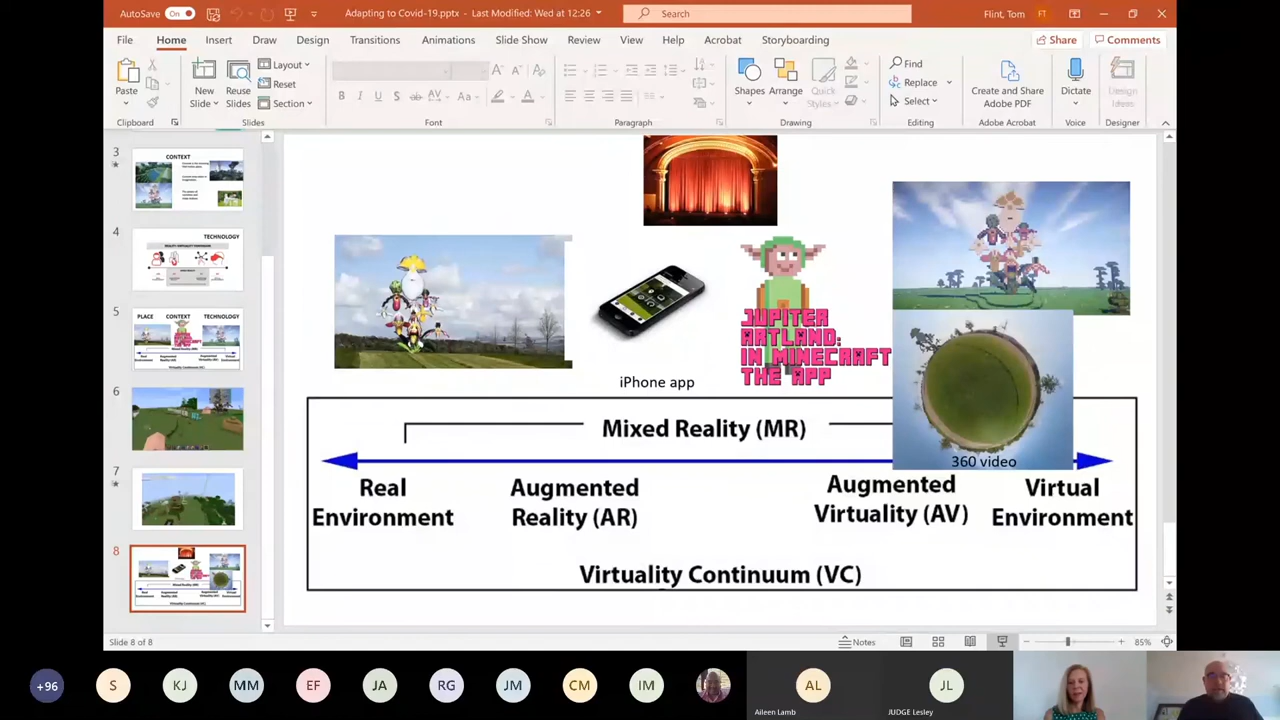 AutoSave
On
Adapting to Covid-19.pptx - Last Modified: Wed at 12:26
Search
Flint, Tom
FT
File
Home
Insert
Draw
Design
Transitions
Animations
Slide Show
Review
View
Help
Acrobat
Storyboarding
Share
Comments
Paste
New
Slide
Reuse
Slides
Layout
Reset
Section
Shapes
Arrange
Quick
Styles
Find
Replace
Select
Create and Share
Adobe PDF
Dictate
Design
Ideas
Clipboard
Slides
Font
Paragraph
Drawing
Editing
Adobe Acrobat
Voice
Designer
3
CONTEXT
4
TECHNOLOGY
5
PLACE
CONTEXT
TECHNOLOGY
6
7
8
JUPITER
ARTLAND:
IN MINECRAFT
THE APP
iPhone app
Mixed Reality (MR)
360 video
Real
Environment
Augmented
Reality (AR)
Augmented
Virtuality (AV)
Virtual
Environment
Virtuality Continuum (VC)
Slide 8 of 8
Notes
85%
+96
S
KJ
MM
EF
JA
RG
JM
CM
IM
AL
Aileen Lamb
JL
JUDGE Lesley